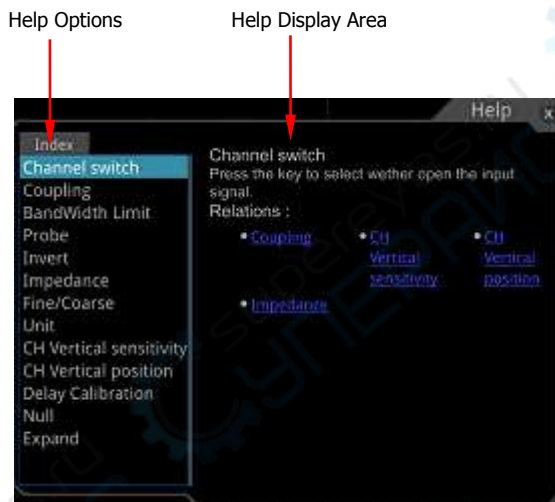 Help Options
Help Display Area
Help x
Index
Channel switch
Coupling
BandWidth Limit
Probe
Invert
Impedance
Fine/Coarse
Unit
CH Vertical sensitivity
CH Vertical position
Delay Calibration
Null
Expand
Channel switch
Press the key to select wether open the input
signal.
Relations :
• Coupling
• CH
Vertical
sensitivity
• CH
Vertical
position
• Impedance